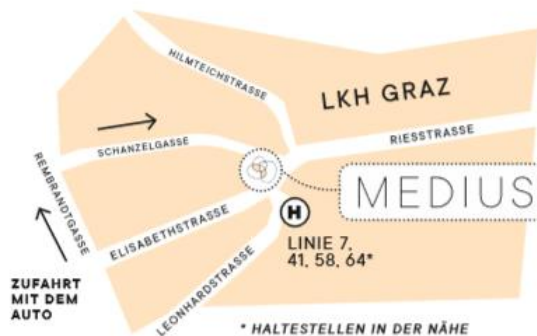 HILMTEICHSTRASSE
LKH GRAZ
RIESSTRASSE
SCHANZELGASSE
REMBRANDTGASSE
MEDIUS
ELISABETHSTRASSE
H
LINIE 7,
41, 58, 64*
LEONHARDSTRASSE
ZUFAHRT
MIT DEM
AUTO
* HALTESTELLEN IN DER NÄHE